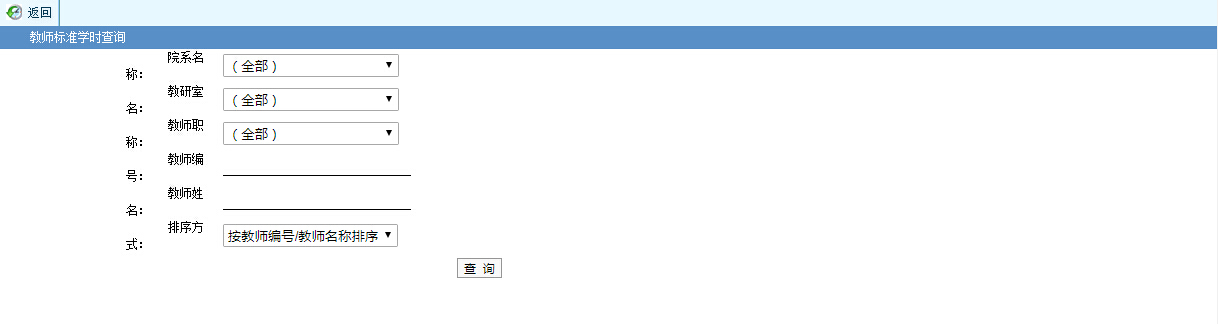 返回
教师标准学时查询
院系名
称：
（全部）
教研室
名：
（全部）
教师职
称：
（全部）
教师编
号：
教师姓
名：
排序方
式：
按教师编号/教师名称排序
查 询